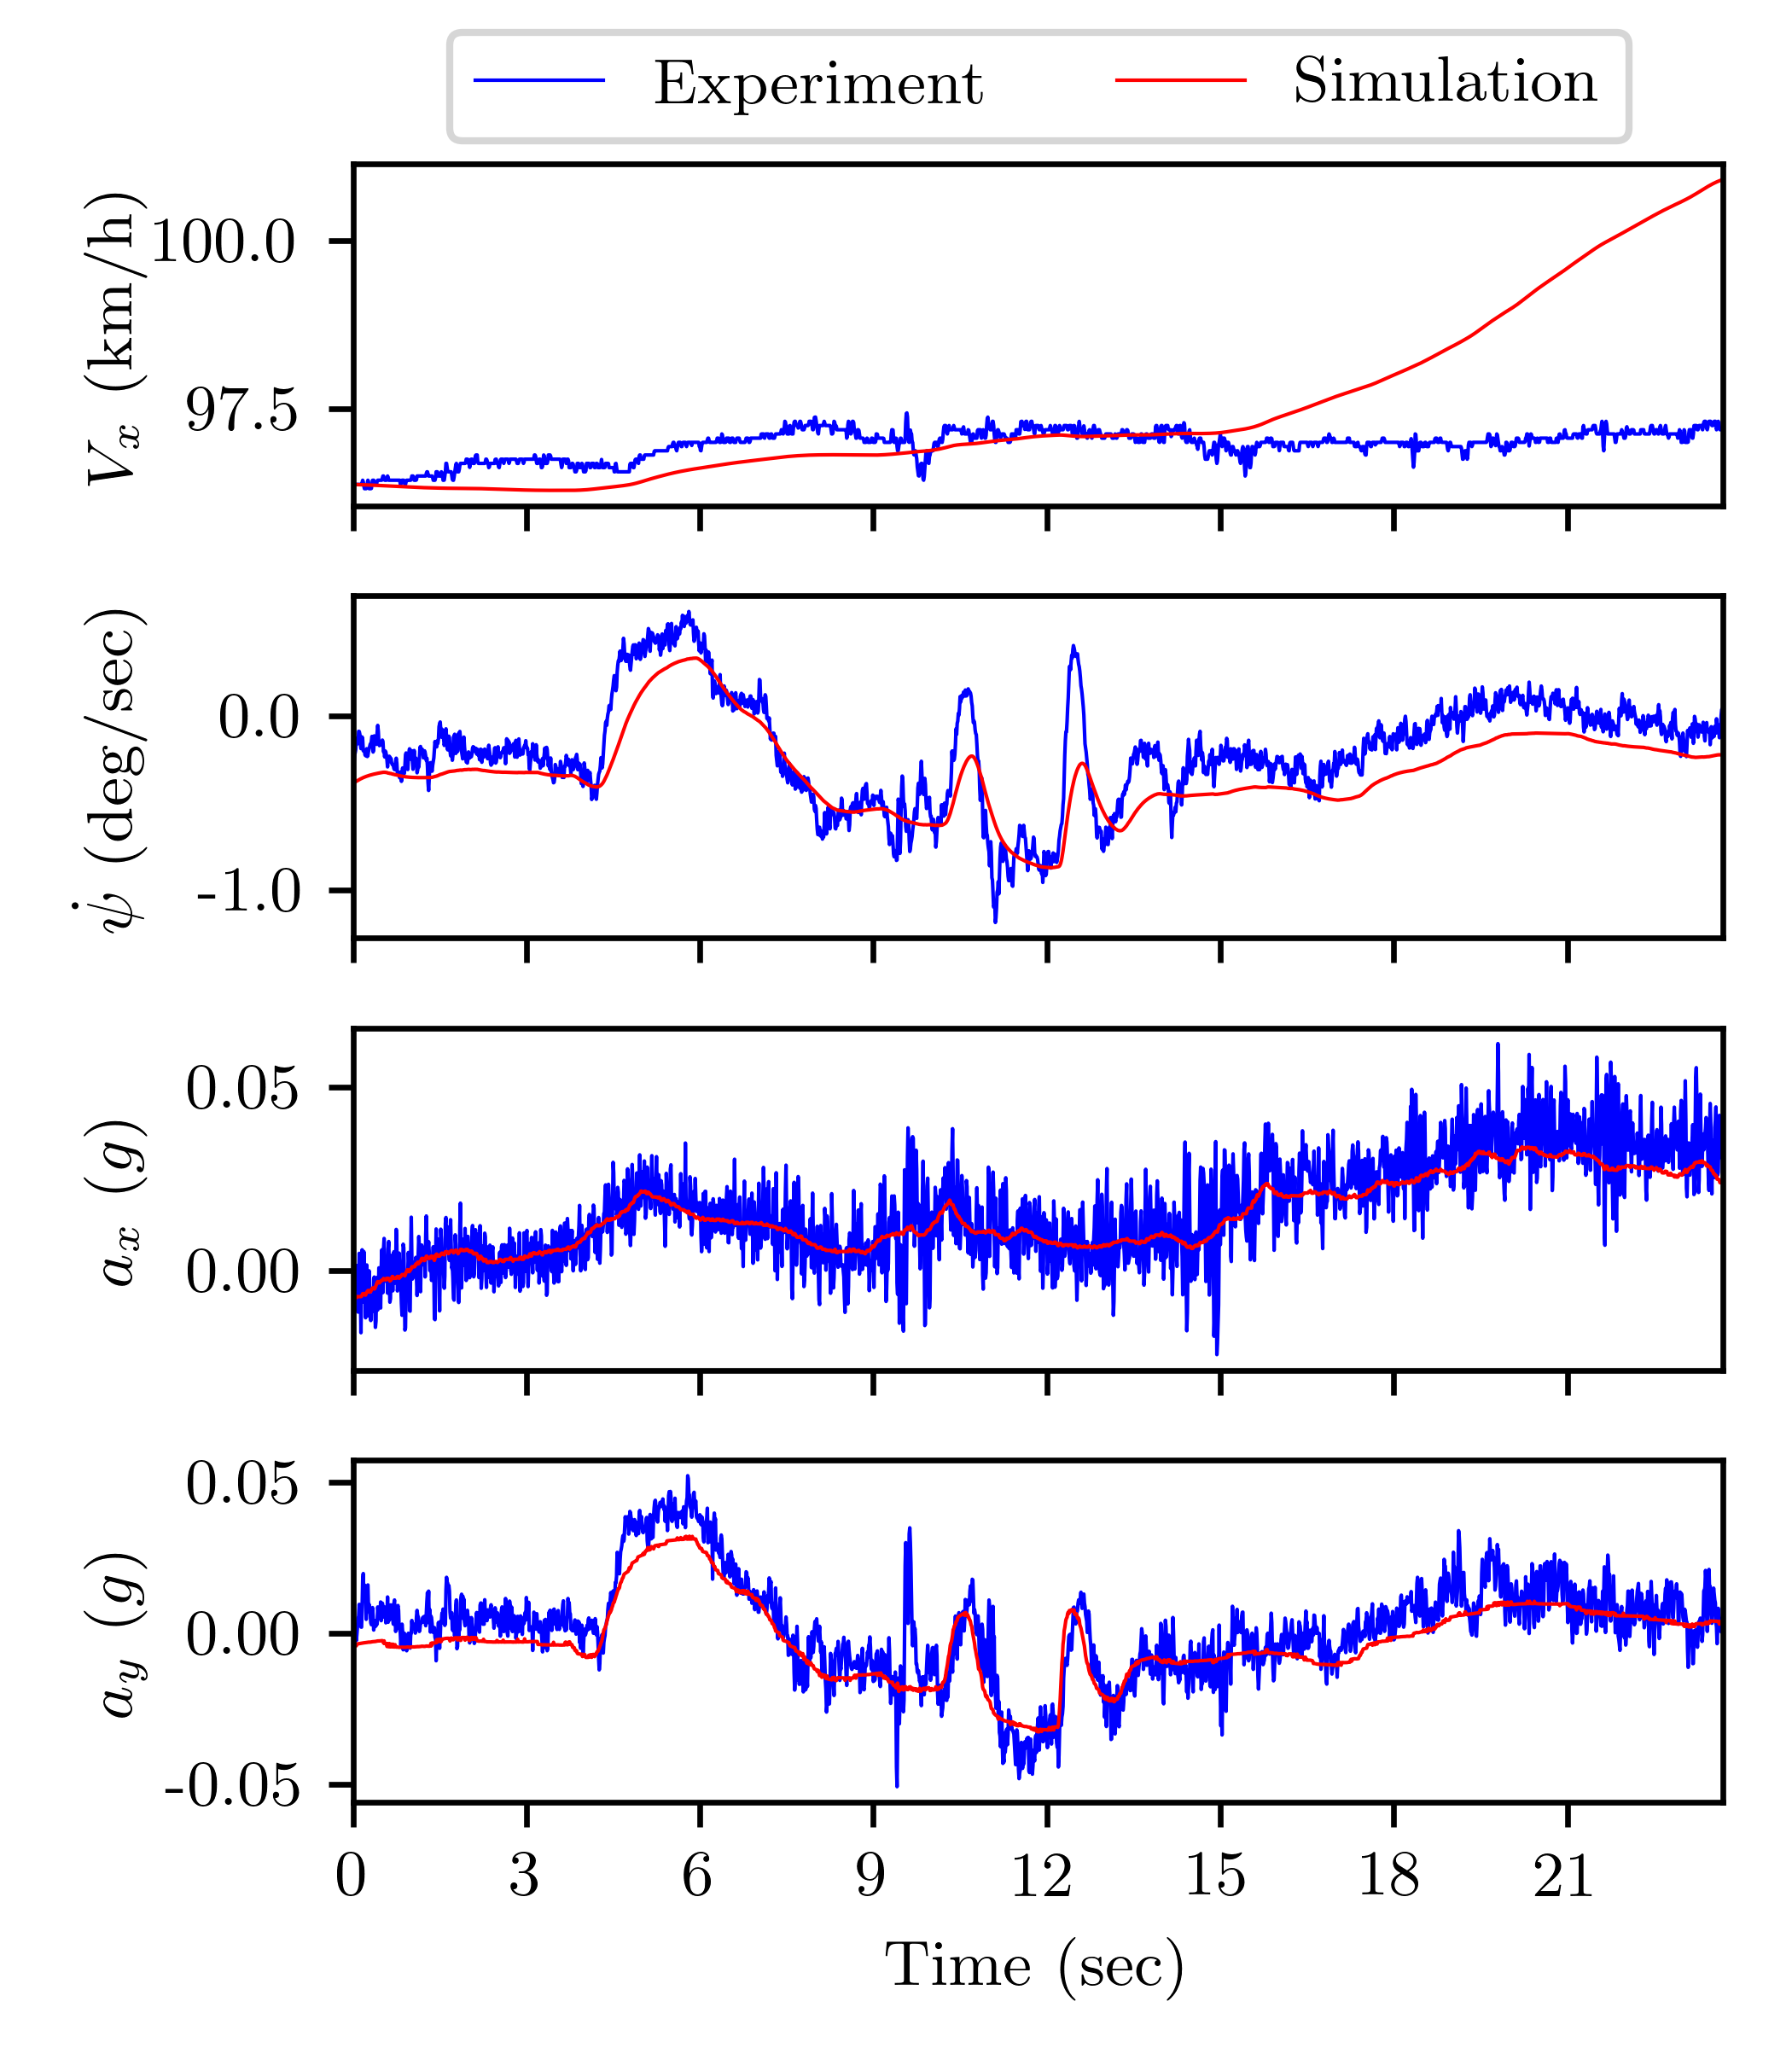 Experiment Simulation
V_x (km/h)
100.0
97.5
ψ̇ (deg/sec)
0.0
-1.0
a_x (g)
0.05
0.00
a_y (g)
0.05
0.00
-0.05
0 3 6 9 12 15 18 21
Time (sec)